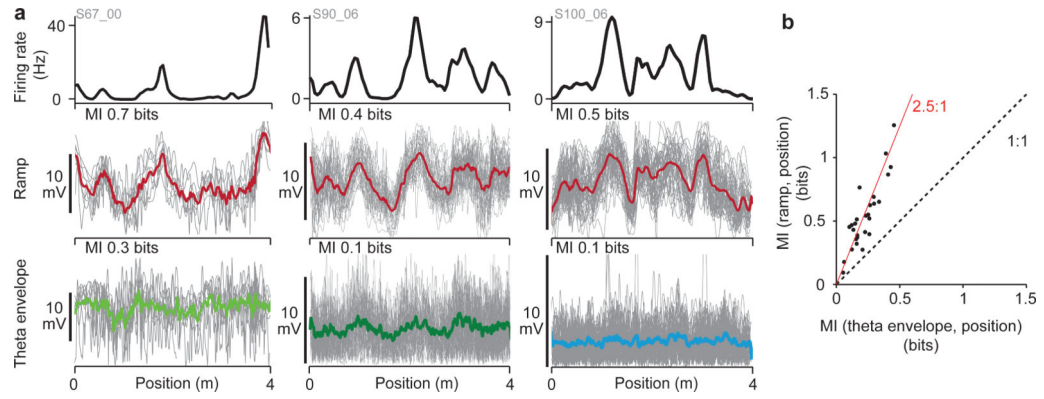 a
S67_00
S90_06
S100_06
b
Firing rate
(Hz)
40
0
6
0
9
0
MI 0.7 bits
MI 0.4 bits
MI 0.5 bits
Ramp
10
mV
10
mV
10
mV
MI 0.3 bits
MI 0.1 bits
MI 0.1 bits
Theta envelope
10
mV
10
mV
10
mV
0
Position (m)
4
0
Position (m)
4
0
Position (m)
4
MI (ramp, position)
(bits)
1.5
1
0.5
0
2.5:1
1:1
0
0.5
1
1.5
MI (theta envelope, position)
(bits)